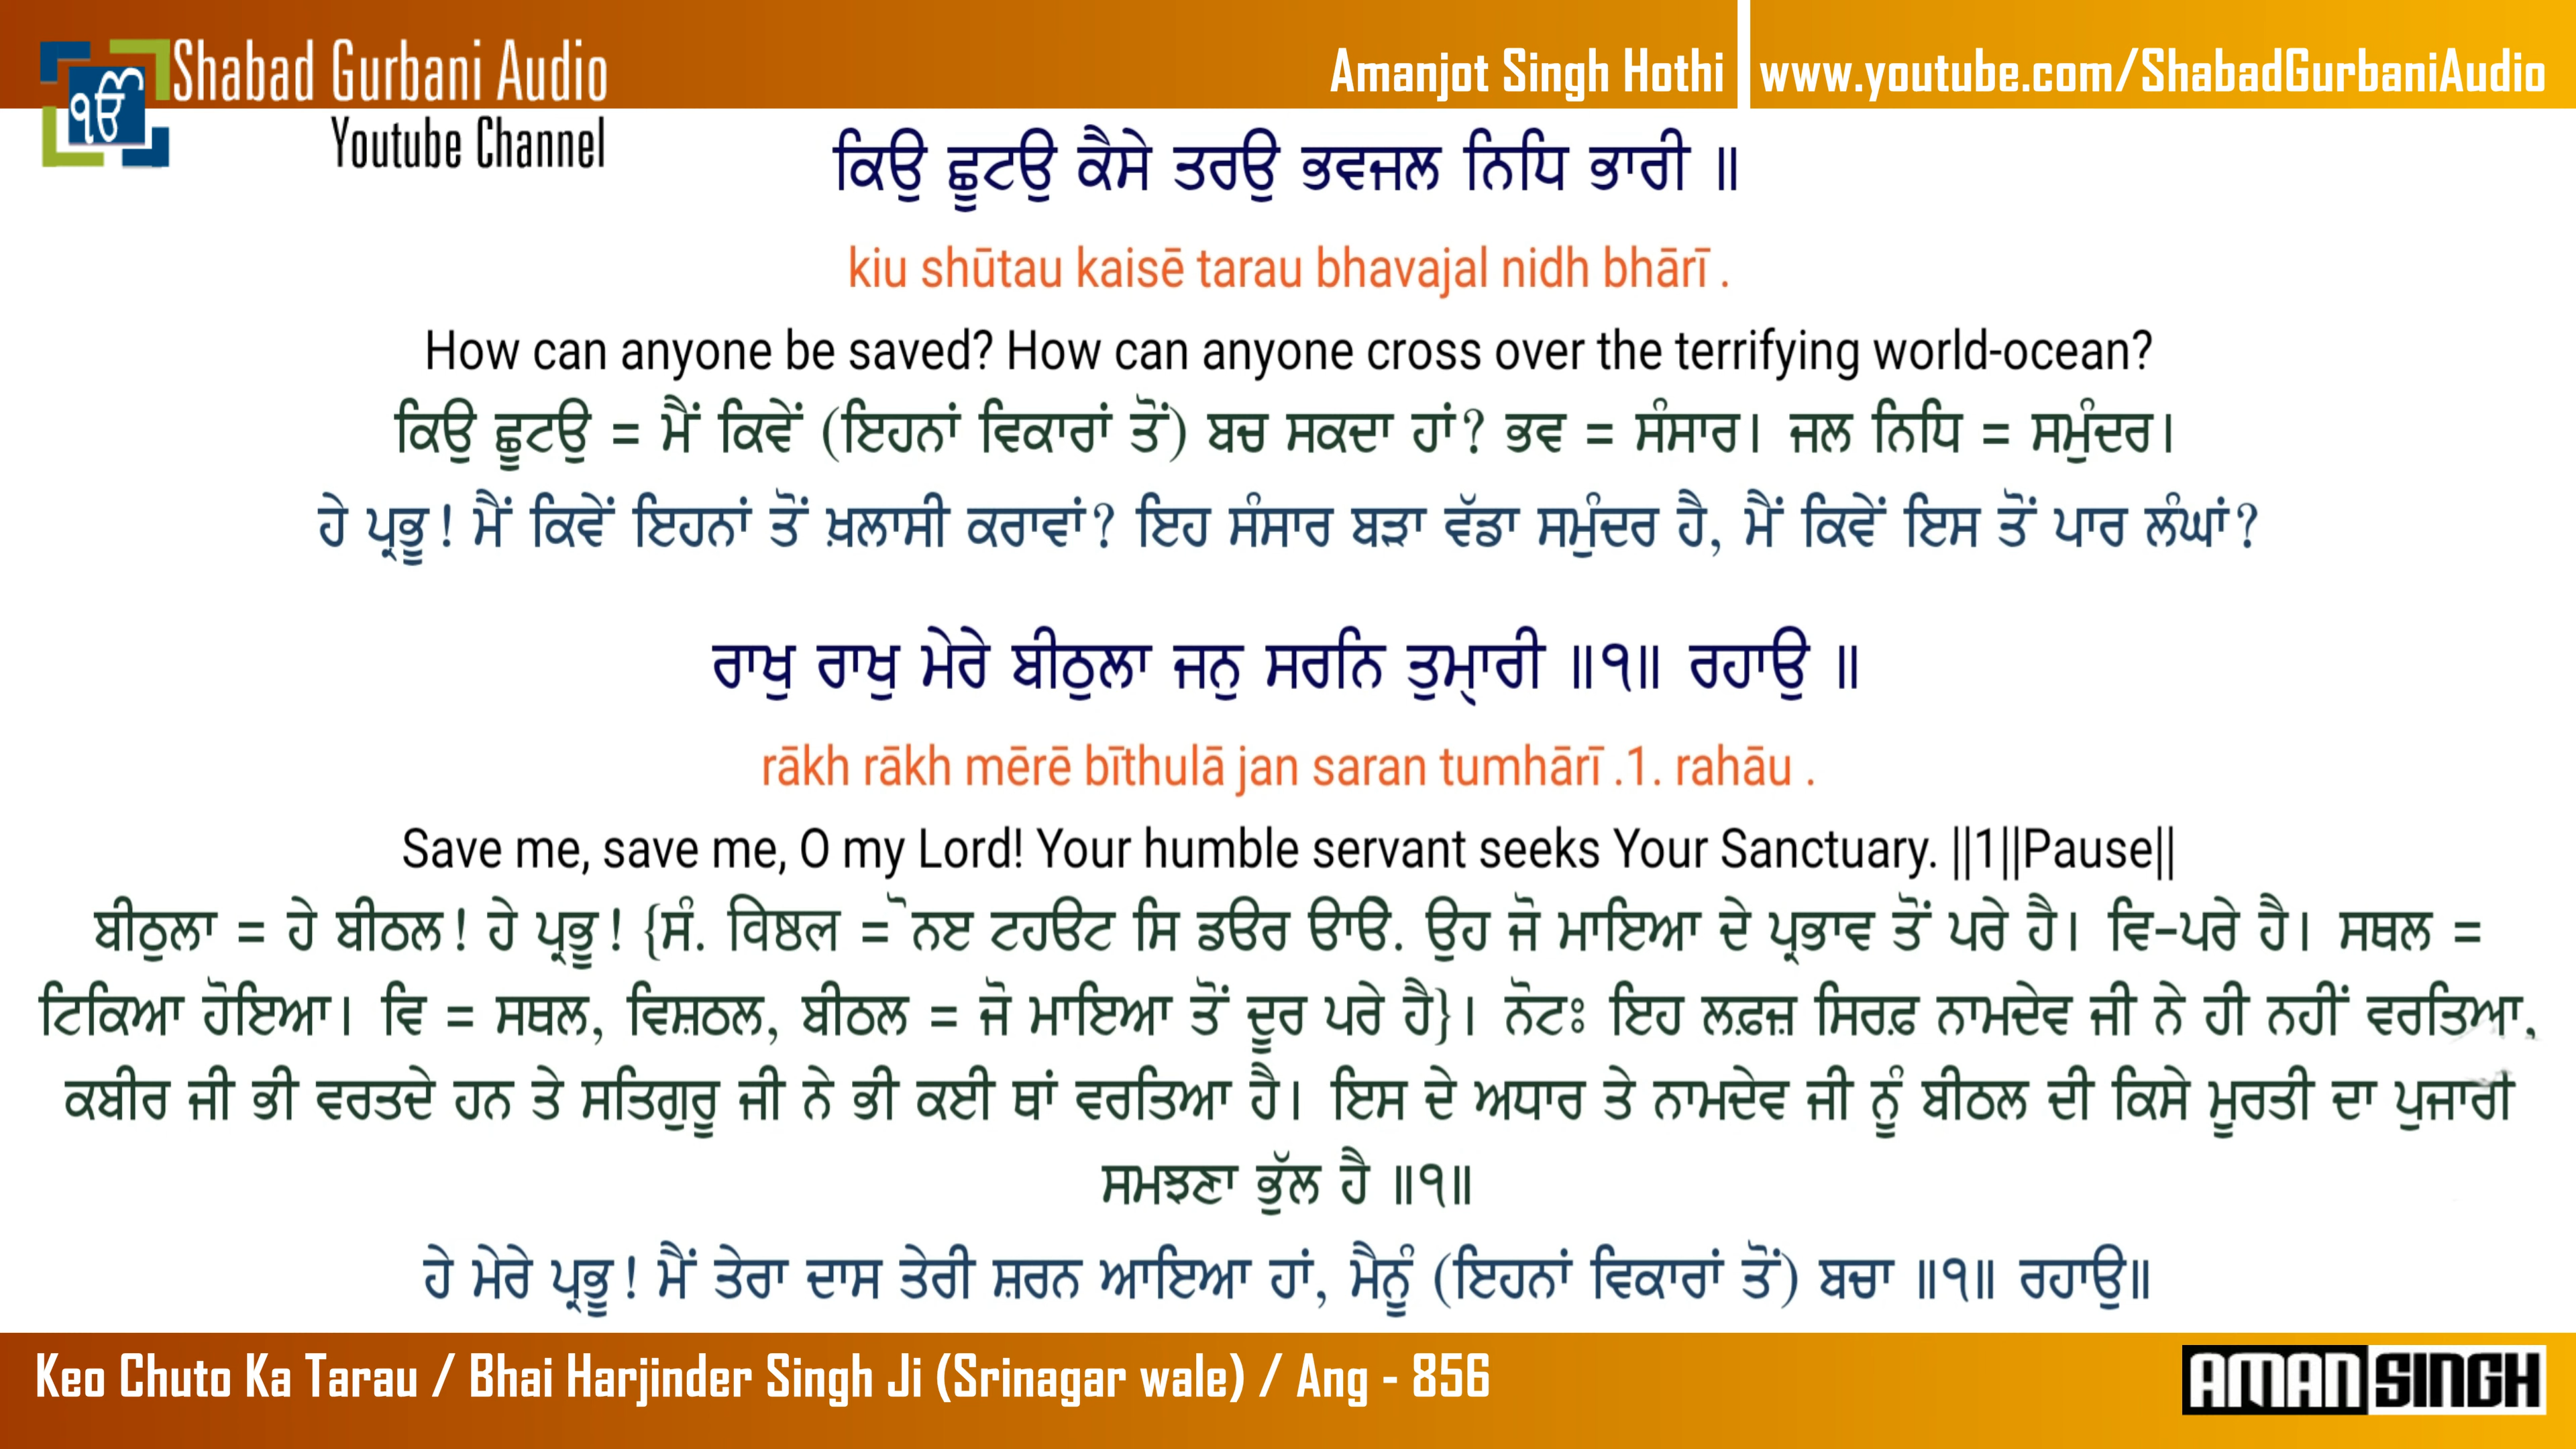 Shabad Gurbani Audio
Youtube Channel
ੴ
Amanjot Singh Hothi
www.youtube.com/ShabadGurbaniAudio
ਕਿਉ ਛੂਟਉ ਕੈਸੇ ਤਰਉ ਭਵਜਲ ਨਿਧਿ ਭਾਰੀ ॥
kiu shūtau kaisē tarau bhavajal nidh bhārī .
How can anyone be saved? How can anyone cross over the terrifying world-ocean?
ਕਿਉ ਛੂਟਉ = ਮੈਂ ਕਿਵੇਂ (ਇਹਨਾਂ ਵਿਕਾਰਾਂ ਤੋਂ) ਬਚ ਸਕਦਾ ਹਾਂ? ਭਵ = ਸੰਸਾਰ। ਜਲ ਨਿਧਿ = ਸਮੁੰਦਰ।
ਹੇ ਪ੍ਰਭੂ! ਮੈਂ ਕਿਵੇਂ ਇਹਨਾਂ ਤੋਂ ਖ਼ਲਾਸੀ ਕਰਾਵਾਂ? ਇਹ ਸੰਸਾਰ ਬੜਾ ਵੱਡਾ ਸਮੁੰਦਰ ਹੈ, ਮੈਂ ਕਿਵੇਂ ਇਸ ਤੋਂ ਪਾਰ ਲੰਘਾਂ?
ਰਾਖੁ ਰਾਖੁ ਮੇਰੇ ਬੀਠੁਲਾ ਜਨੁ ਸਰਨਿ ਤੁਮ੍ਹਾਰੀ ॥੧॥ ਰਹਾਉ ॥
rākh rākh mērē bīthulā jan saran tumhārī .1. rahāu .
Save me, save me, O my Lord! Your humble servant seeks Your Sanctuary. ||1||Pause||
ਬੀਠੁਲਾ = ਹੇ ਬੀਠਲ! ਹੇ ਪ੍ਰਭੂ! {ਸੰ. विष्ठल = ੋ ਨਏ ਟਹੳਟ ਸਿ ਡੳਰ ੳਾੳ. ਉਹ ਜੋ ਮਾਇਆ ਦੇ ਪ੍ਰਭਾਵ ਤੋਂ ਪਰੇ ਹੈ। ਵਿ-ਪਰੇ ਹੈ। ਸਥਲ =
ਟਿਕਿਆ ਹੋਇਆ। ਵਿ = ਸਥਲ, ਵਿਸ਼ਠਲ, ਬੀਠਲ = ਜੋ ਮਾਇਆ ਤੋਂ ਦੂਰ ਪਰੇ ਹੈ}। ਨੋਟਃ ਇਹ ਲਫ਼ਜ਼ ਸਿਰਫ਼ ਨਾਮਦੇਵ ਜੀ ਨੇ ਹੀ ਨਹੀਂ ਵਰਤਿਆ,
ਕਬੀਰ ਜੀ ਭੀ ਵਰਤਦੇ ਹਨ ਤੇ ਸਤਿਗੁਰੂ ਜੀ ਨੇ ਭੀ ਕਈ ਥਾਂ ਵਰਤਿਆ ਹੈ। ਇਸ ਦੇ ਅਧਾਰ ਤੇ ਨਾਮਦੇਵ ਜੀ ਨੂੰ ਬੀਠਲ ਦੀ ਕਿਸੇ ਮੂਰਤੀ ਦਾ ਪੁਜਾਰੀ
ਸਮਝਣਾ ਭੁੱਲ ਹੈ ॥੧॥
ਹੇ ਮੇਰੇ ਪ੍ਰਭੂ! ਮੈਂ ਤੇਰਾ ਦਾਸ ਤੇਰੀ ਸ਼ਰਨ ਆਇਆ ਹਾਂ, ਮੈਨੂੰ (ਇਹਨਾਂ ਵਿਕਾਰਾਂ ਤੋਂ) ਬਚਾ ॥੧॥ ਰਹਾਉ॥
Keo Chuto Ka Tarau / Bhai Harjinder Singh Ji (Srinagar wale) / Ang - 856
AMAN SINGH